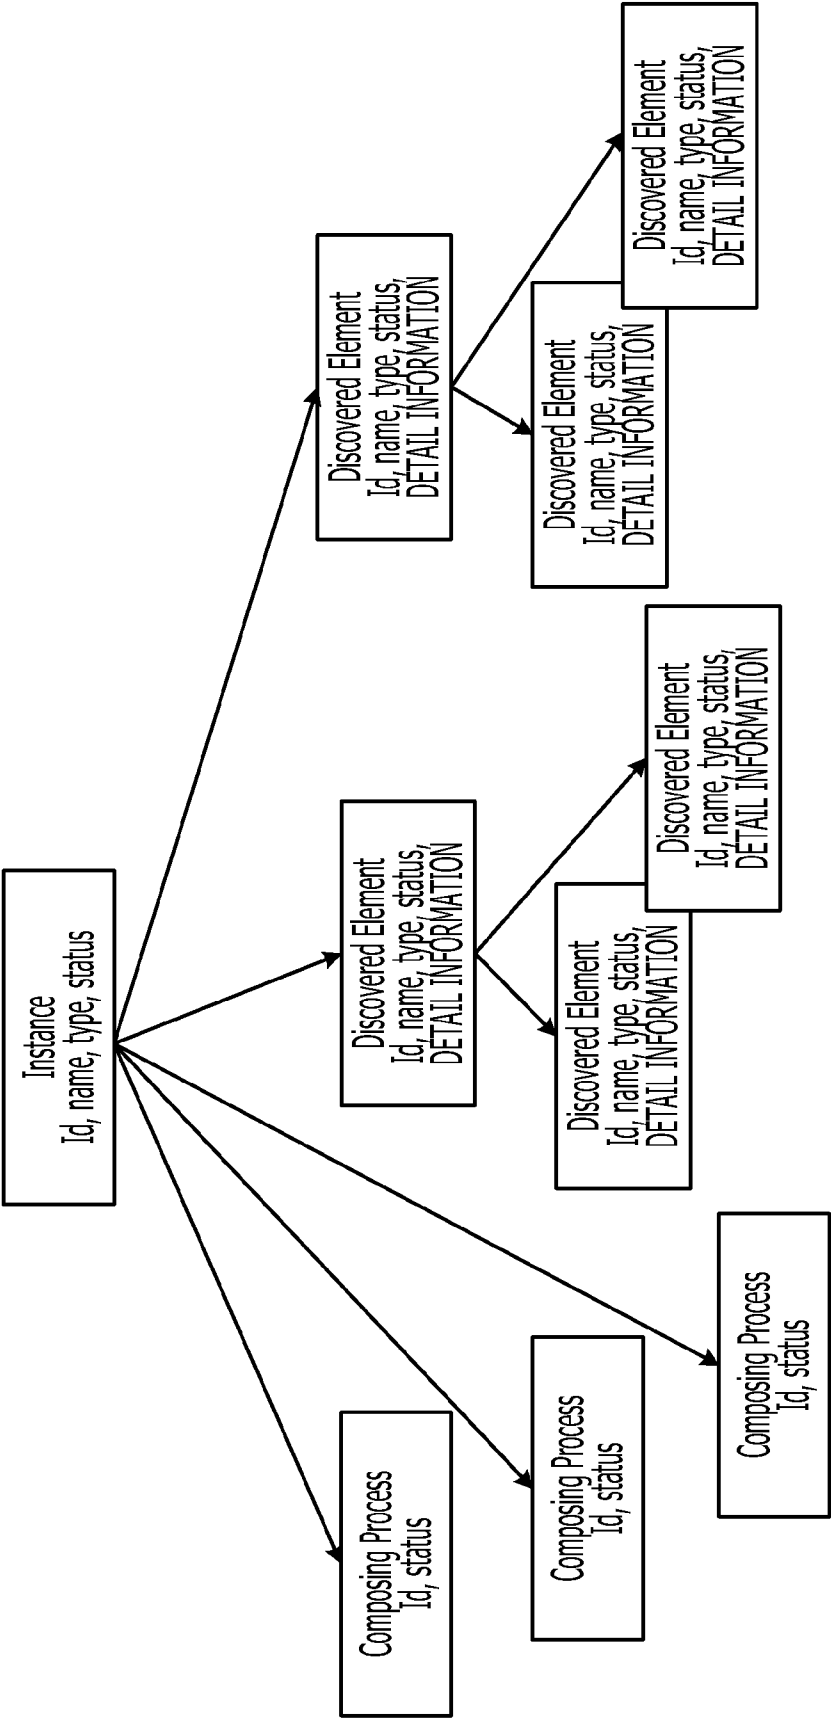 Instance
Id, name, type, status
Composing Process
Id, status
Composing Process
Id, status
Composing Process
Id, status
Discovered Element
Id, name, type, status,
DETAIL INFORMATION
Discovered Element
Id, name, type, status,
DETAIL INFORMATION
Discovered Element
Id, name, type, status,
DETAIL INFORMATION
Discovered Element
Id, name, type, status,
DETAIL INFORMATION
Discovered Element
Id, name, type, status,
DETAIL INFORMATION
Discovered Element
Id, name, type, status,
DETAIL INFORMATION